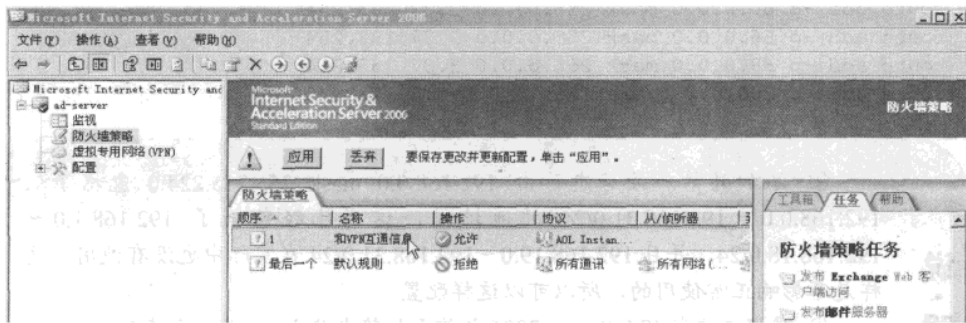 Microsoft Internet Security and Acceleration Server 2006
文件(F) 操作(A) 查看(V) 帮助(H)
Microsoft Internet Security and
ad-server
监视
防火墙策略
虚拟专用网络(VPN)
配置
Microsoft
Internet Security &
Acceleration Server 2006
Standard Edition
防火墙策略
应用 丢弃 要保存更改并更新配置，单击“应用”。
防火墙策略
顺序 名称 操作 协议 从/侦听器 到
1 和VPN互通信息 允许 AOL Instan...
最后一个 默认规则 拒绝 所有通讯 所有网络(...
工具箱 任务 帮助
防火墙策略任务
发布 Exchange Web 客
户端访问
发布邮件服务器